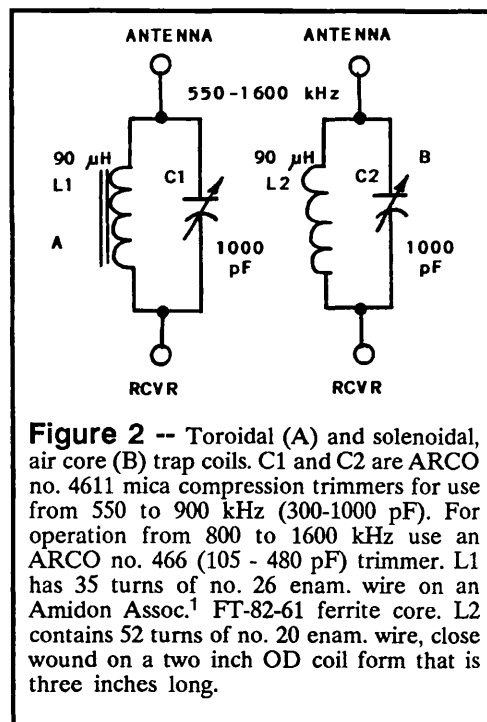 ANTENNA ANTENNA
550-1600 kHz
90 µH 90 µH B
L1 C1 L2 C2
A 1000 1000
pF pF
RCVR RCVR
Figure 2 -- Toroidal (A) and solenoidal,
air core (B) trap coils. C1 and C2 are ARCO
no. 4611 mica compression trimmers for use
from 550 to 900 kHz (300-1000 pF). For
operation from 800 to 1600 kHz use an
ARCO no. 466 (105 - 480 pF) trimmer. L1
has 35 turns of no. 26 enam. wire on an
Amidon Assoc.¹ FT-82-61 ferrite core. L2
contains 52 turns of no. 20 enam. wire, close
wound on a two inch OD coil form that is
three inches long.